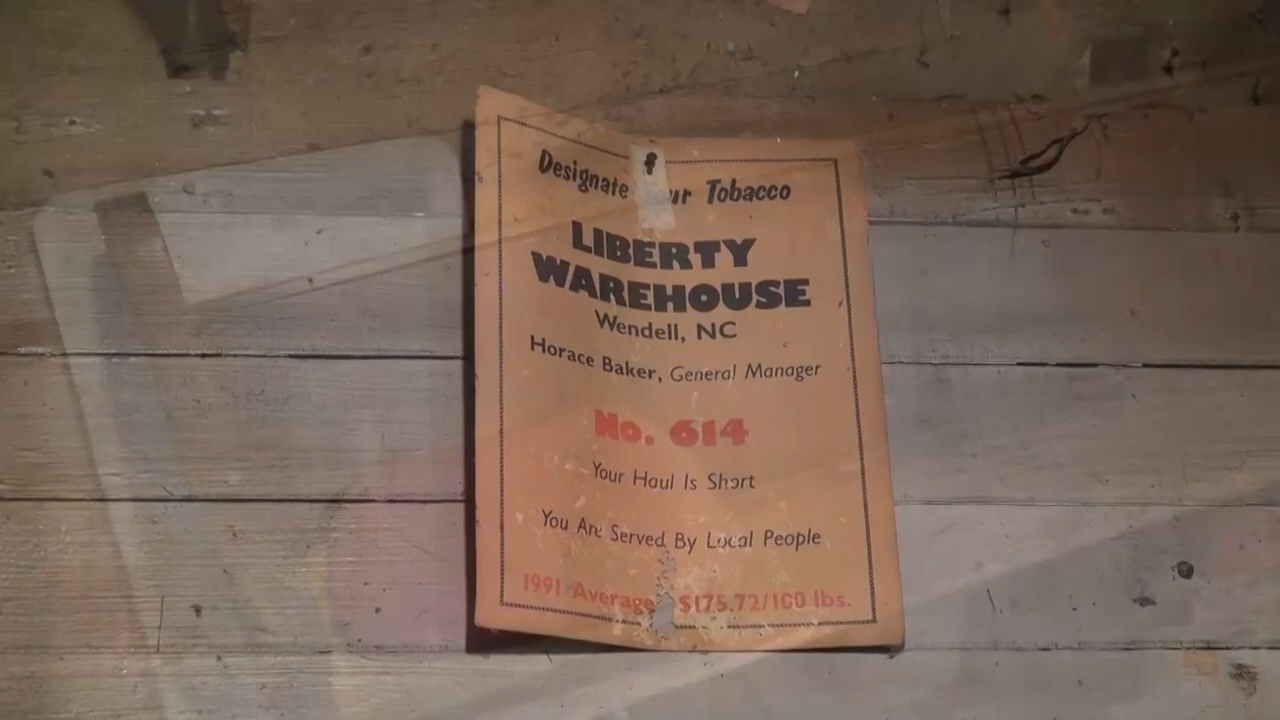 Designate ur Tobacco
LIBERTY
WAREHOUSE
Wendell, NC
Horace Baker, General Manager
No. 614
Your Haul Is Short
You Are Served By Local People
1991 Average $175.72/100 lbs.